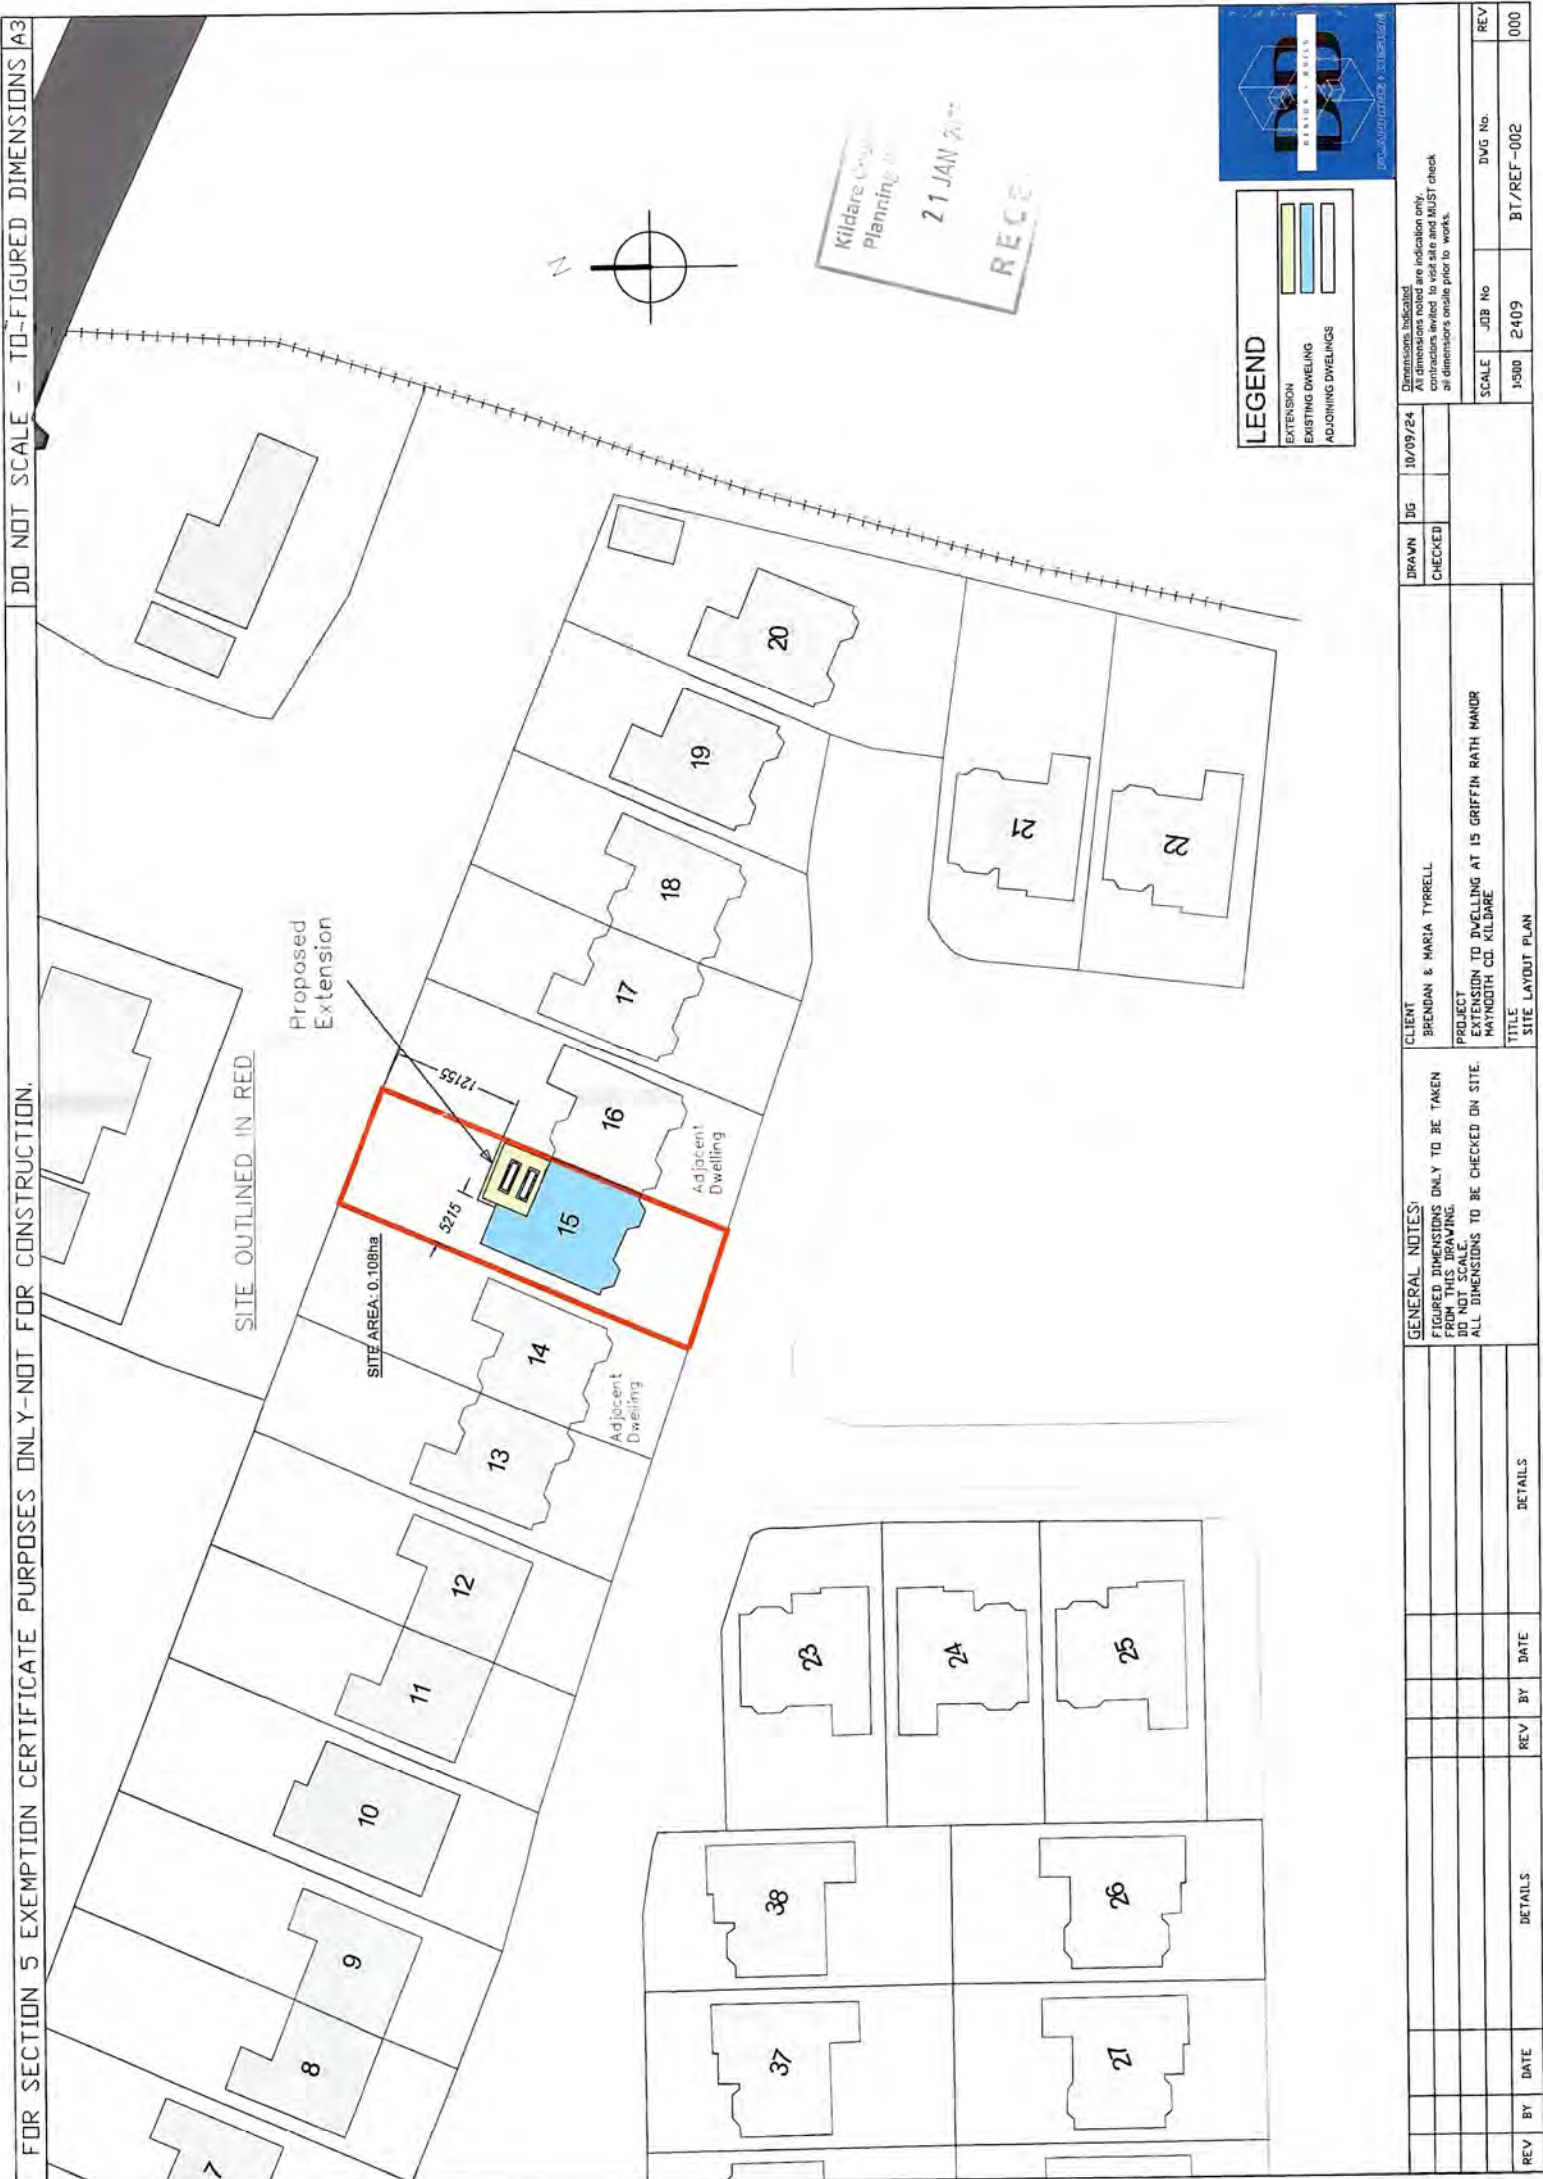 FOR SECTION 5 EXEMPTION CERTIFICATE PURPOSES ONLY-NOT FOR CONSTRUCTION.
DO NOT SCALE - TO-FIGURED DIMENSIONS
A3
SITE OUTLINED IN RED
Proposed
Extension
SITE AREA: 0.108ha
12155
5215
7
8
9
10
11
12
13
14
15
16
17
18
19
20
21
22
23
24
25
26
27
37
38
Adjacent
Dwelling
Adjacent
Dwelling
N
Kildare
Planning
21 JAN
LEGEND
EXTENSION
EXISTING DWELING
ADJOINING DWELINGS
DESIGN + BUILD
PLANNING + DESIGN
REV
BY
DATE
DETAILS
REV
BY
DATE
DETAILS
GENERAL NOTES:
FIGURED DIMENSIONS ONLY TO BE TAKEN
FROM THIS DRAWING.
DO NOT SCALE.
ALL DIMENSIONS TO BE CHECKED ON SITE.
CLIENT
BRENDAN & MARIA TYRRELL
PROJECT
EXTENSION TO DWELLING AT 15 GRIFFIN RATH MANOR
MAYNOOTH CO. KILDARE
TITLE
SITE LAYOUT PLAN
DRAWN
DG
10/09/24
CHECKED
Dimensions Indicated
All dimensions noted are indication only.
contractors invited to visit site and MUST check
all dimensions onsite prior to works.
SCALE
JOB No
DWG No.
REV
1:500
2409
BT/REF-002
000